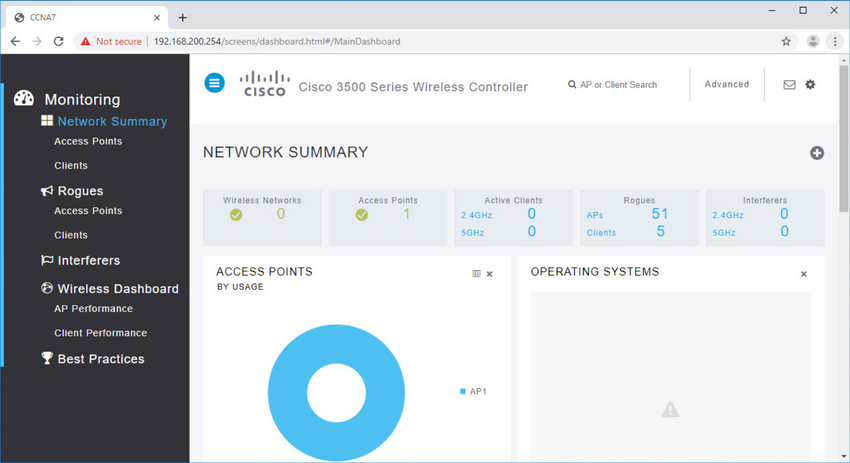 CCNA7
Not secure | 192.168.200.254/screens/dashboard.html#/MainDashboard
Monitoring
Network Summary
Access Points
Clients
Rogues
Access Points
Clients
Interferers
Wireless Dashboard
AP Performance
Client Performance
Best Practices
CISCO
Cisco 3500 Series Wireless Controller
AP or Client Search
Advanced
NETWORK SUMMARY
Wireless Networks
0
Access Points
1
Active Clients
2.4GHz 0
5GHz 0
Rogues
APs 51
Clients 5
Interferers
2.4GHz 0
5GHz 0
ACCESS POINTS
BY USAGE
AP1
OPERATING SYSTEMS